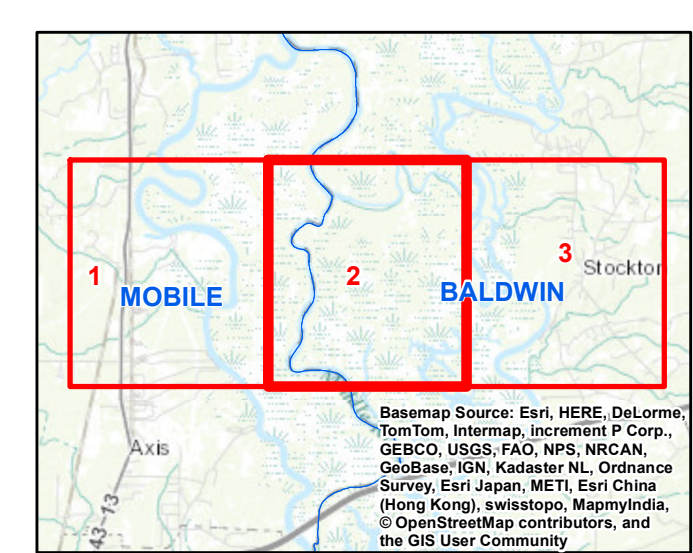 1
MOBILE
2
BALDWIN
3
Stockton
Axis
43-13
Basemap Source: Esri, HERE, DeLorme,
TomTom, Intermap, increment P Corp.,
GEBCO, USGS, FAO, NPS, NRCAN,
GeoBase, IGN, Kadaster NL, Ordnance
Survey, Esri Japan, METI, Esri China
(Hong Kong), swisstopo, MapmyIndia,
© OpenStreetMap contributors, and
the GIS User Community